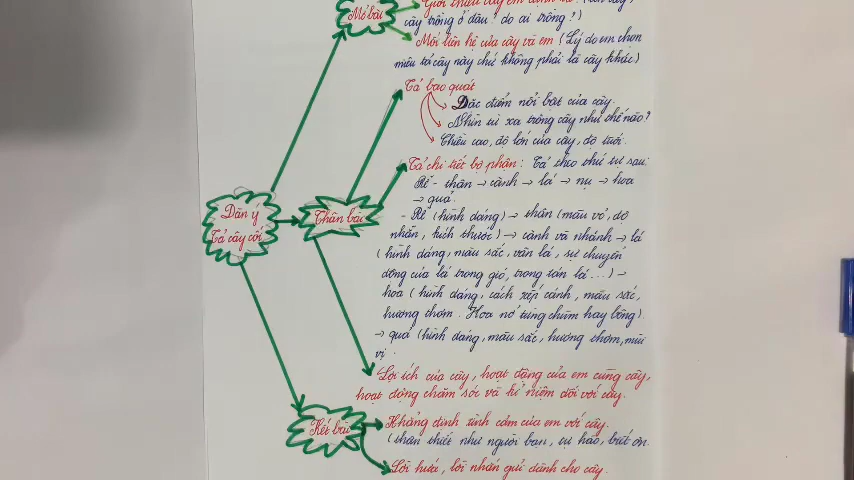 Mở bài
Giới thiệu cây em định tả
cây trồng ở đâu? do ai trồng?)
Mối liên hệ của cây và em (Lý do em chọn
miêu tả cây này chứ không phải là cây khác)
Tả bao quát
Đặc điểm nổi bật của cây.
Nhìn từ xa trông cây như thế nào?
Chiều cao, độ lớn của cây, độ tuổi.
Dàn ý
Tả cây cối
Thân bài
Tả chi tiết bộ phận: Tả theo thứ tự sau:
Rễ - thân → cành → lá → nụ → hoa
→ quả.
- Rễ (hình dáng) → thân (màu vỏ, độ
nhẵn, kích thước) → cành và nhánh → lá
(hình dáng, màu sắc, vân lá, sự chuyển
động của lá trong gió, trong tán lá...) →
hoa (hình dáng, cách xếp cánh, màu sắc,
hương thơm. Hoa nở từng chùm hay bông).
→ quả (hình dáng, màu sắc, hương thơm, mùi
vị.
Lợi ích của cây, hoạt động của em cùng cây,
hoạt động chăm sóc và kỉ niệm đối với cây.
Kết bài
Khẳng định tình cảm của em với cây.
(thân thiết như người bạn, tự hào, biết ơn.
Lời hứa, lời nhắn gửi dành cho cây.